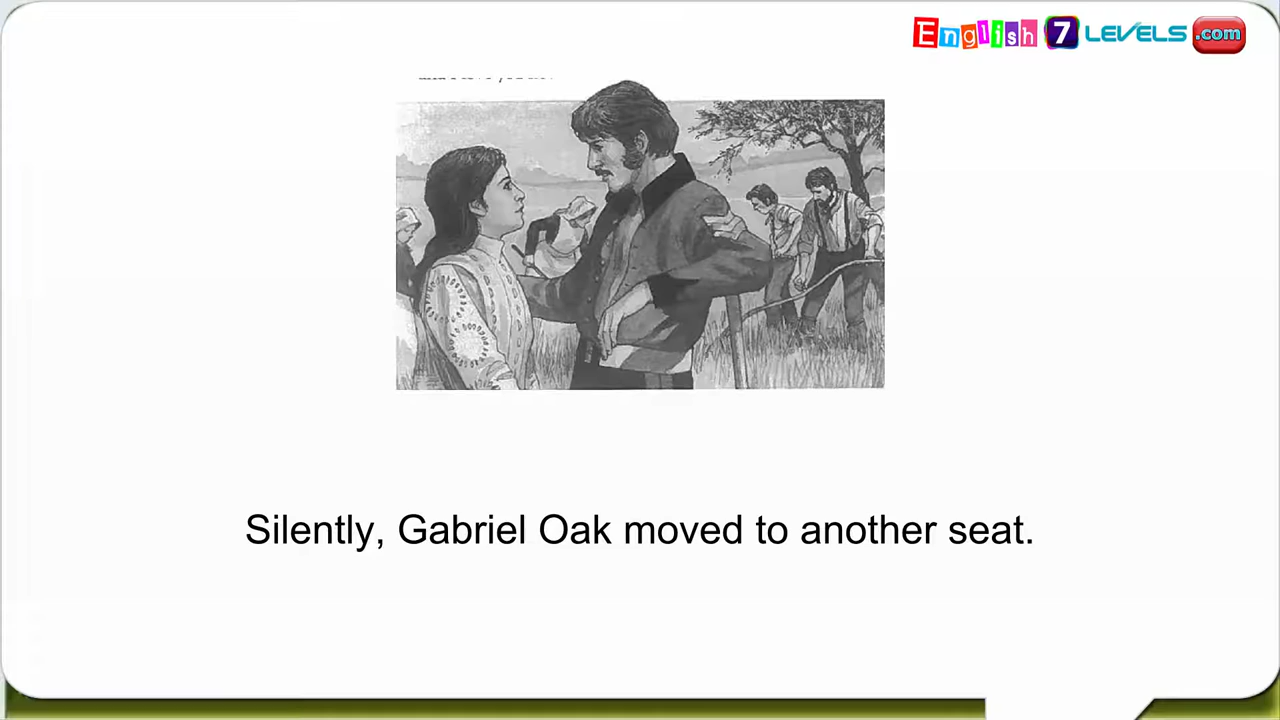 English 7 LEVELS .com
Silently, Gabriel Oak moved to another seat.